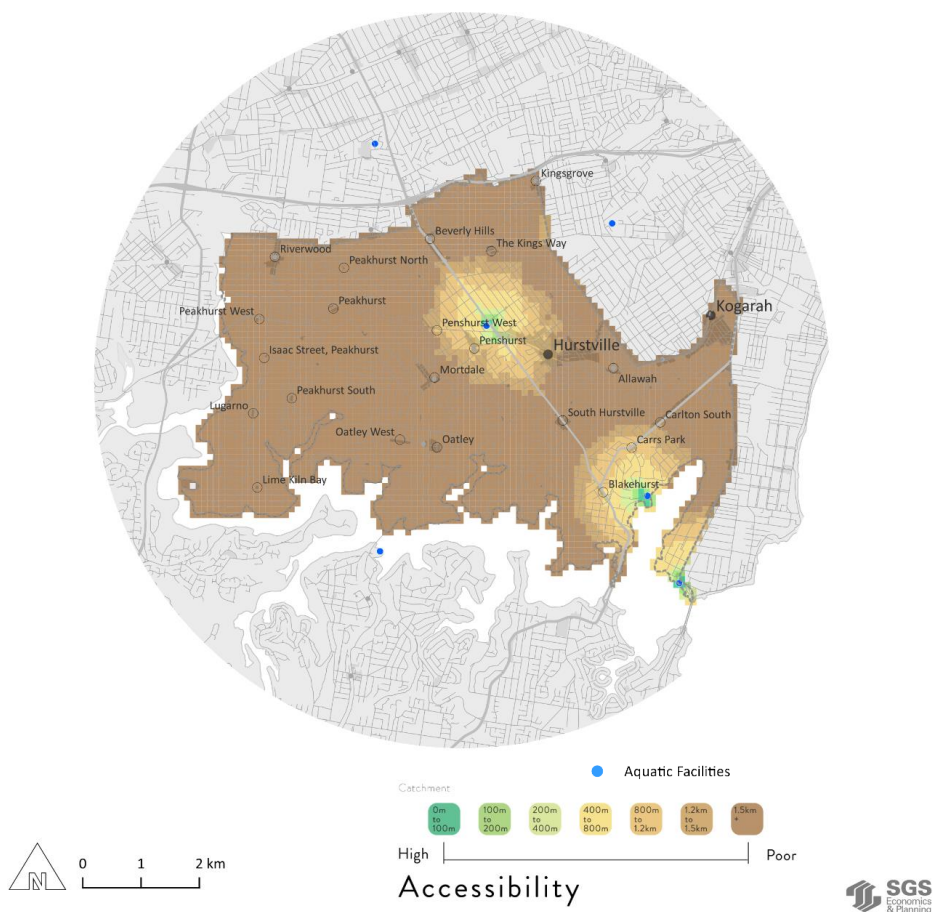 Kingsgrove
Beverly Hills
The Kings Way
Riverwood
Peakhurst North
Peakhurst
Kogarah
Peakhurst West
Penshurst West
Penshurst
Hurstville
Isaac Street, Peakhurst
Mortdale
Allawah
Peakhurst South
Lugarno
South Hurstville
Carlton South
Oatley West
Oatley
Carrs Park
Lime Kiln Bay
Blakehurst
Aquatic Facilities
Catchment
0m
to
100m
100m
to
200m
200m
to
400m
400m
to
800m
800m
to
1.2km
1.2km
to
1.5km
1.5km
+
High
Poor
Accessibility
N
0 1 2 km
SGS
Economics
& Planning